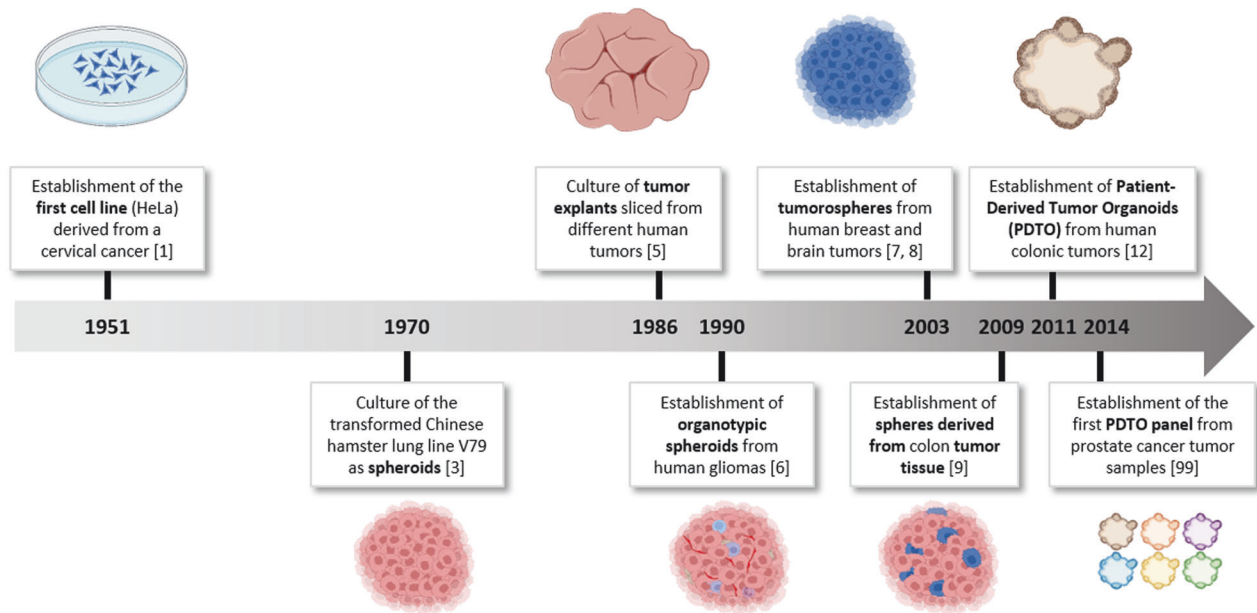 Establishment of the
first cell line (HeLa)
derived from a
cervical cancer [1]
Culture of tumor
explants sliced from
different human
tumors [5]
Establishment of
tumorospheres from
human breast and
brain tumors [7, 8]
Establishment of Patient-
Derived Tumor Organoids
(PDTO) from human
colonic tumors [12]
1951 1970 1986 1990 2003 2009 2011 2014
Culture of the
transformed Chinese
hamster lung line V79
as spheroids [3]
Establishment of
organotypic
spheroids from
human gliomas [6]
Establishment of
spheres derived
from colon tumor
tissue [9]
Establishment of the
first PDTO panel from
prostate cancer tumor
samples [99]